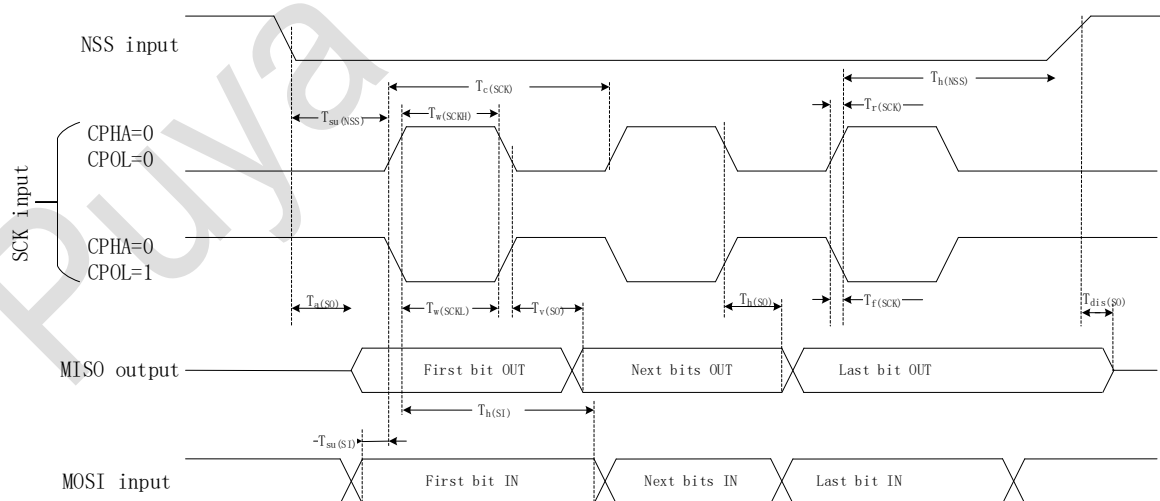 NSS input
Tc(SCK)
Th(NSS)
Tsu(NSS)
Tw(SCKH)
Tr(SCK)
CPHA=0
CPOL=0
SCK input
CPHA=0
CPOL=1
Ta(SO)
Tw(SCKL)
Tv(SO)
Th(SO)
Tf(SCK)
Tdis(SO)
MISO output
First bit OUT
Next bits OUT
Last bit OUT
Th(SI)
Tsu(SI)
MOSI input
First bit IN
Next bits IN
Last bit IN
Puya